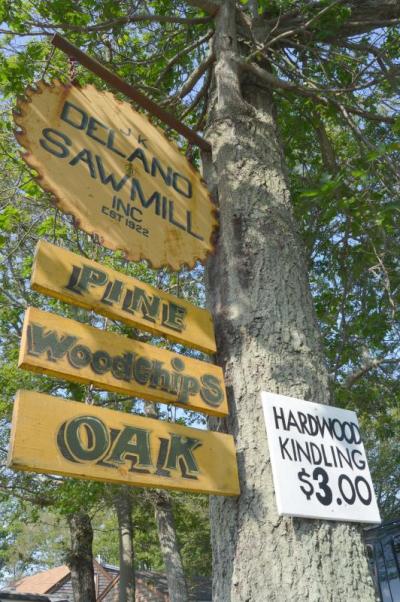 J.K.
DELANO
SAWMILL
INC
EST 1922
PINE
WOODCHIPS
OAK
HARDWOOD
KINDLING
$3.00